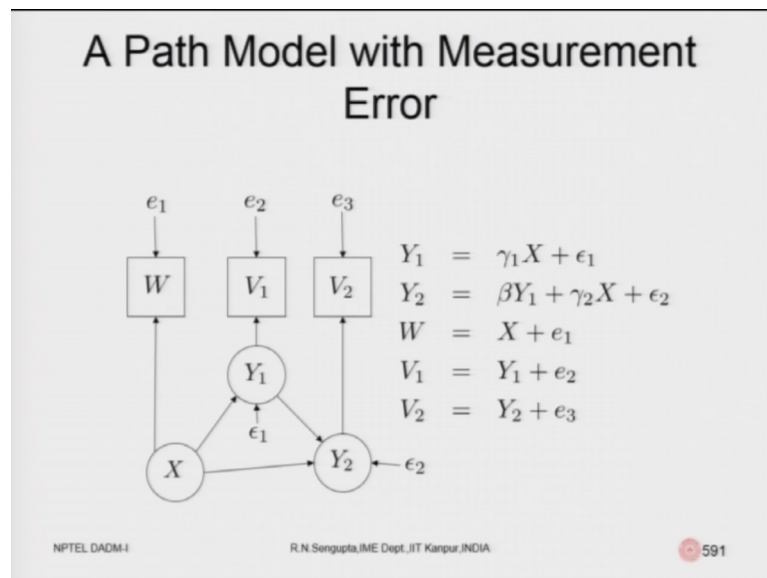 A Path Model with Measurement
Error
e₁ e₂ e₃
W V₁ V₂
Y₁
ϵ₁
X Y₂ ϵ₂
Y₁ = γ₁X + ϵ₁
Y₂ = βY₁ + γ₂X + ϵ₂
W = X + e₁
V₁ = Y₁ + e₂
V₂ = Y₂ + e₃
NPTEL DADM-I R.N.Sengupta,IME Dept.,IIT Kanpur,INDIA 591